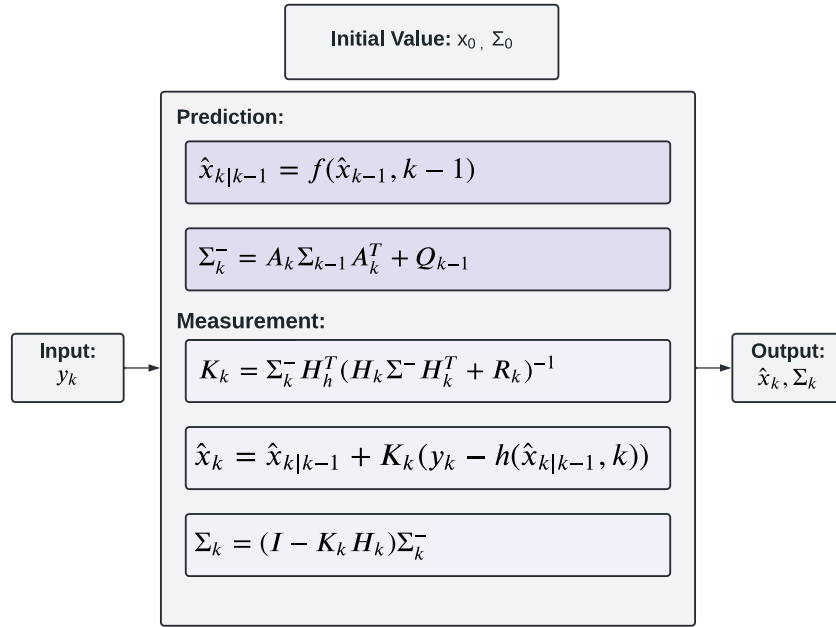 Initial Value: x₀ , Σ₀
Prediction:
x̂ₖ|ₖ₋₁ = f(x̂ₖ₋₁, k − 1)
Σₖ⁻ = AₖΣₖ₋₁Aₖᵀ + Qₖ₋₁
Measurement:
Kₖ = Σₖ⁻Hₕᵀ(HₖΣ⁻Hₖᵀ + Rₖ)⁻¹
x̂ₖ = x̂ₖ|ₖ₋₁ + Kₖ(yₖ − h(x̂ₖ|ₖ₋₁, k))
Σₖ = (I − KₖHₖ)Σₖ⁻
Input:
yₖ
Output:
x̂ₖ, Σₖ